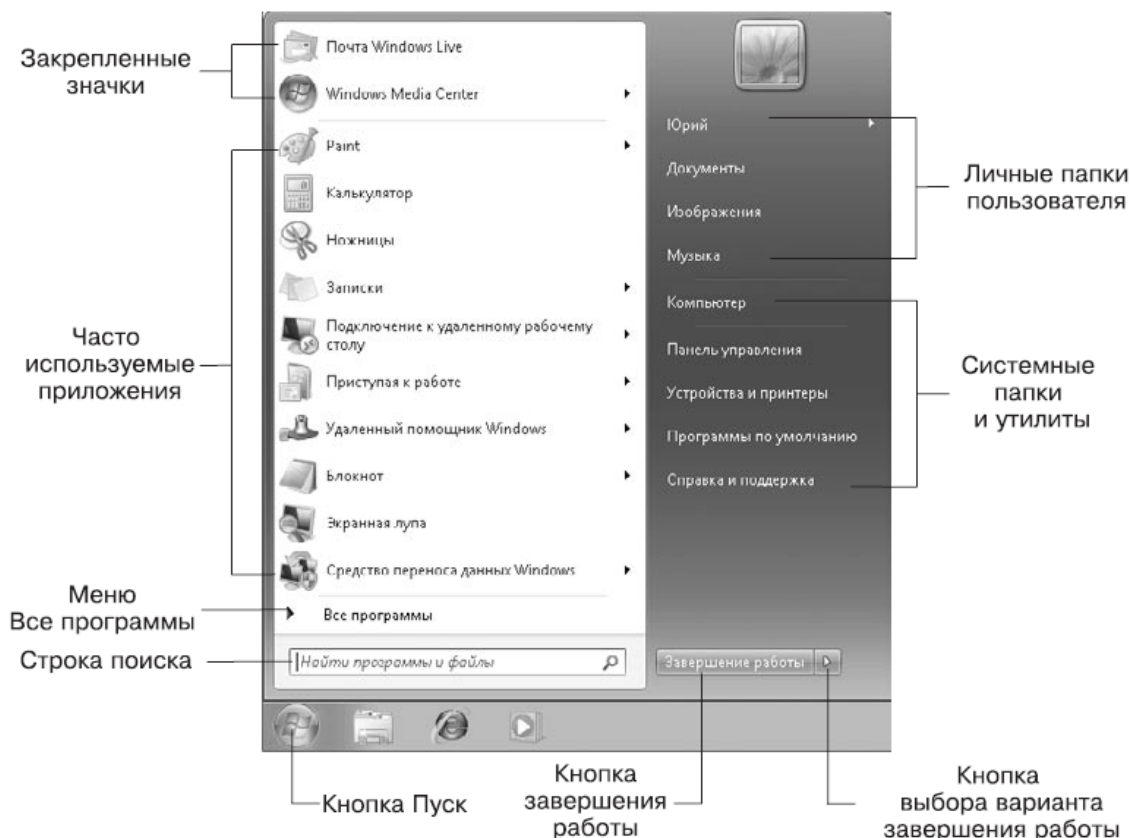 Закрепленные
значки
Почта Windows Live
Windows Media Center
Часто
используемые
приложения
Paint
Калькулятор
Ножницы
Записки
Подключение к удаленному рабочему
столу
Приступая к работе
Удаленный помощник Windows
Блокнот
Экранная лупа
Средство переноса данных Windows
Меню
Все программы
Все программы
Строка поиска
Найти программы и файлы
Юрий
Документы
Изображения
Музыка
Личные папки
пользователя
Компьютер
Панель управления
Устройства и принтеры
Программы по умолчанию
Справка и поддержка
Системные
папки
и утилиты
Завершение работы
Кнопка Пуск
Кнопка
завершения
работы
Кнопка
выбора варианта
завершения работы